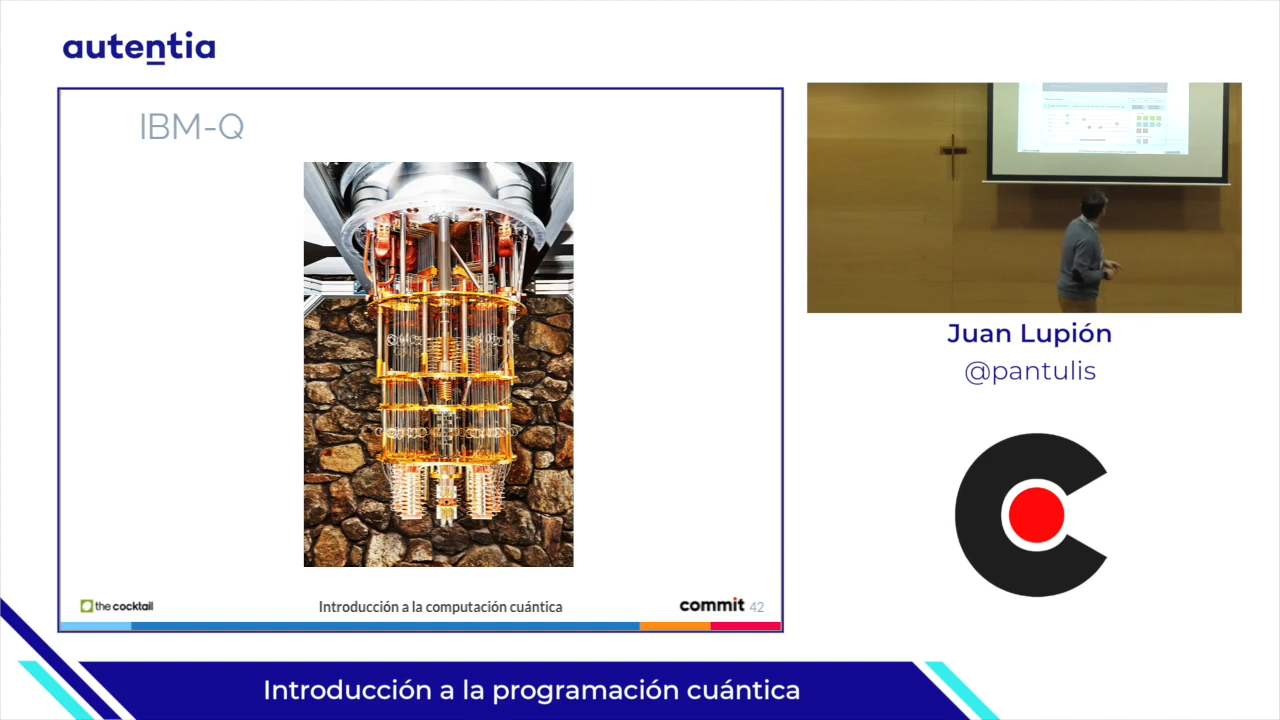 autentia
IBM-Q
the cocktail
Introducción a la computación cuántica
commit 42
Juan Lupión
@pantulis
Introducción a la programación cuántica